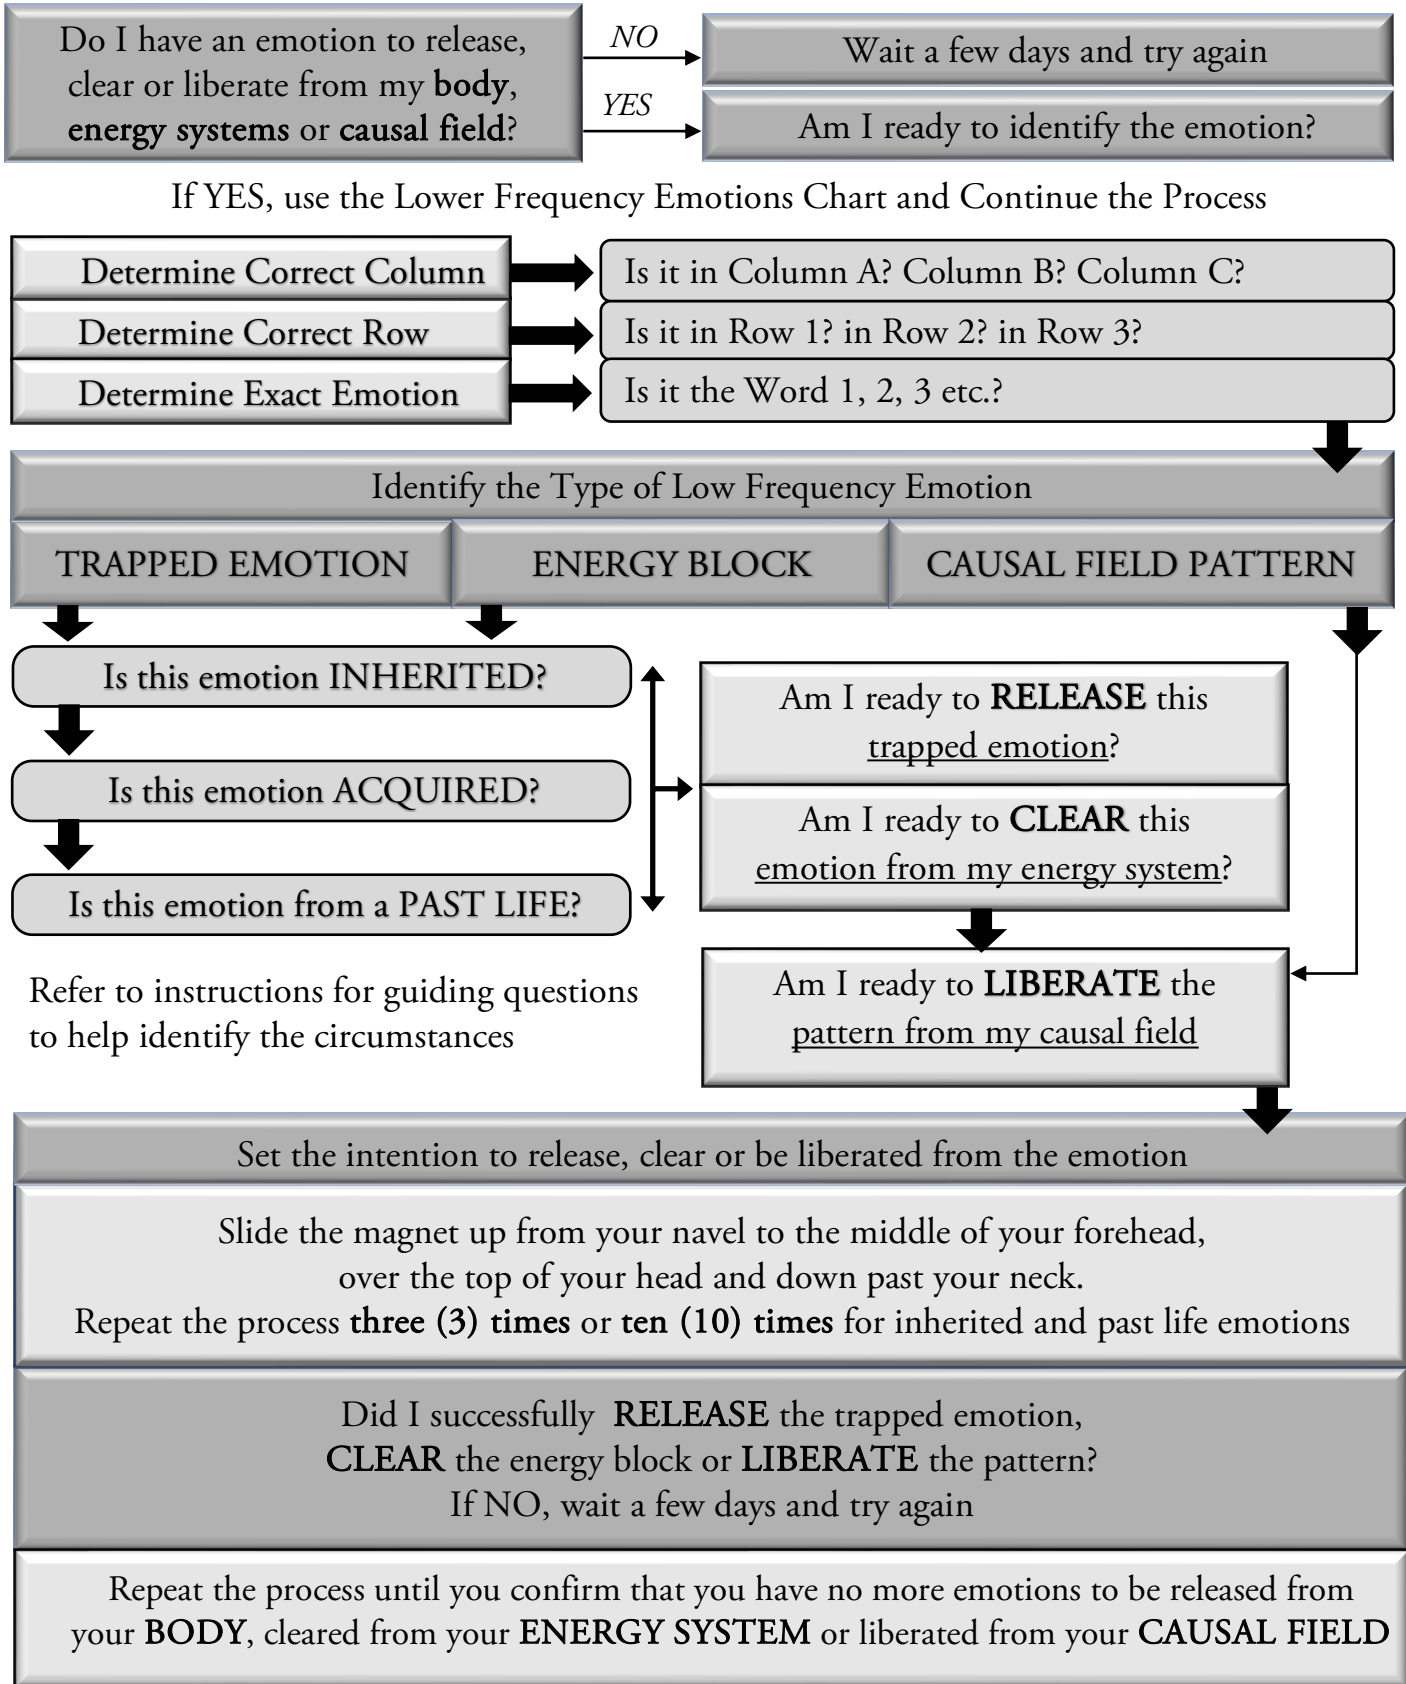 Do I have an emotion to release,
clear or liberate from my body,
energy systems or causal field?
NO
Wait a few days and try again
YES
Am I ready to identify the emotion?
If YES, use the Lower Frequency Emotions Chart and Continue the Process
Determine Correct Column
Is it in Column A? Column B? Column C?
Determine Correct Row
Is it in Row 1? in Row 2? in Row 3?
Determine Exact Emotion
Is it the Word 1, 2, 3 etc.?
Identify the Type of Low Frequency Emotion
TRAPPED EMOTION
ENERGY BLOCK
CAUSAL FIELD PATTERN
Is this emotion INHERITED?
Is this emotion ACQUIRED?
Is this emotion from a PAST LIFE?
Refer to instructions for guiding questions
to help identify the circumstances
Am I ready to RELEASE this
trapped emotion?
Am I ready to CLEAR this
emotion from my energy system?
Am I ready to LIBERATE the
pattern from my causal field
Set the intention to release, clear or be liberated from the emotion
Slide the magnet up from your navel to the middle of your forehead,
over the top of your head and down past your neck.
Repeat the process three (3) times or ten (10) times for inherited and past life emotions
Did I successfully RELEASE the trapped emotion,
CLEAR the energy block or LIBERATE the pattern?
If NO, wait a few days and try again
Repeat the process until you confirm that you have no more emotions to be released from
your BODY, cleared from your ENERGY SYSTEM or liberated from your CAUSAL FIELD